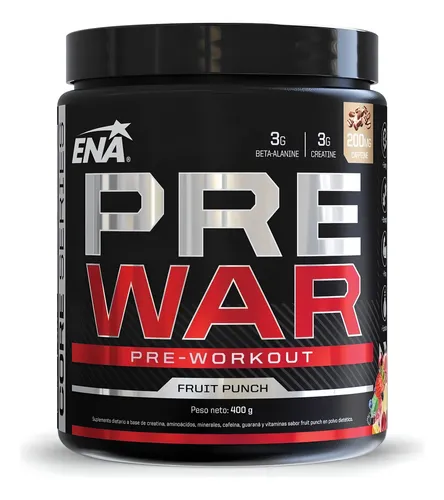 ENA®
3G
BETA-ALANINE
3G
CREATINE
200MG
CAFFEINE
PRE
WAR
PRE-WORKOUT
FRUIT PUNCH
Peso neto: 400 g
Suplemento dietario a base de creatina, aminoácidos, minerales, cafeína, guaraná y vitaminas sabor fruit punch en polvo dietético.
CORE SERIES